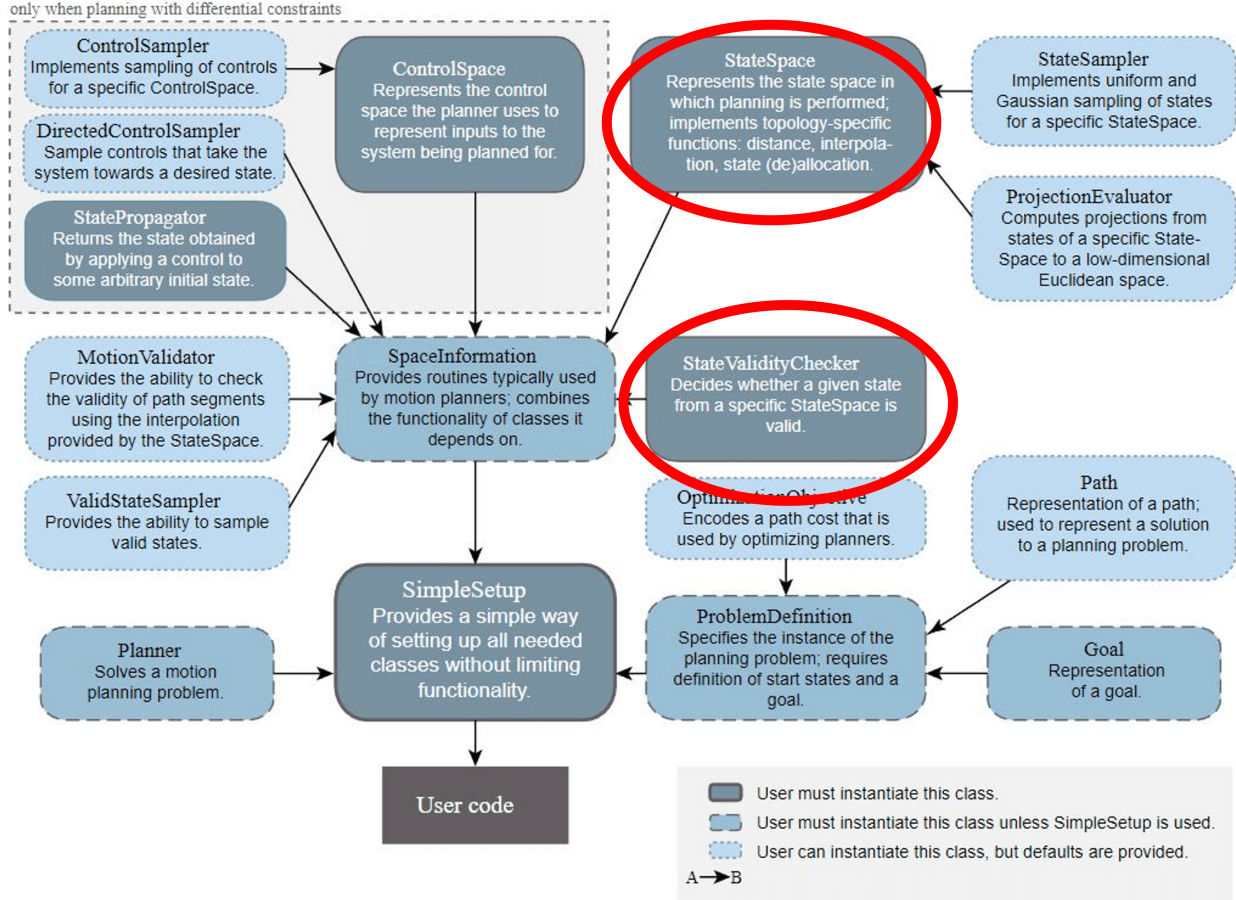 only when planning with differential constraints
ControlSampler
Implements sampling of controls
for a specific ControlSpace.
DirectedControlSampler
Sample controls that take the
system towards a desired state.
StatePropagator
Returns the state obtained
by applying a control to
some arbitrary initial state.
ControlSpace
Represents the control
space the planner uses to
represent inputs to the
system being planned for.
StateSpace
Represents the state space in
which planning is performed;
implements topology-specific
functions: distance, interpola-
tion, state (de)allocation.
StateSampler
Implements uniform and
Gaussian sampling of states
for a specific StateSpace.
ProjectionEvaluator
Computes projections from
states of a specific State-
Space to a low-dimensional
Euclidean space.
MotionValidator
Provides the ability to check
the validity of path segments
using the interpolation
provided by the StateSpace.
SpaceInformation
Provides routines typically used
by motion planners; combines
the functionality of classes it
depends on.
StateValidityChecker
Decides whether a given state
from a specific StateSpace is
valid.
ValidStateSampler
Provides the ability to sample
valid states.
OptimizationObjective
Encodes a path cost that is
used by optimizing planners.
Path
Representation of a path;
used to represent a solution
to a planning problem.
SimpleSetup
Provides a simple way
of setting up all needed
classes without limiting
functionality.
ProblemDefinition
Specifies the instance of the
planning problem; requires
definition of start states and a
goal.
Planner
Solves a motion
planning problem.
Goal
Representation
of a goal.
User code
User must instantiate this class.
User must instantiate this class unless SimpleSetup is used.
User can instantiate this class, but defaults are provided.
A B